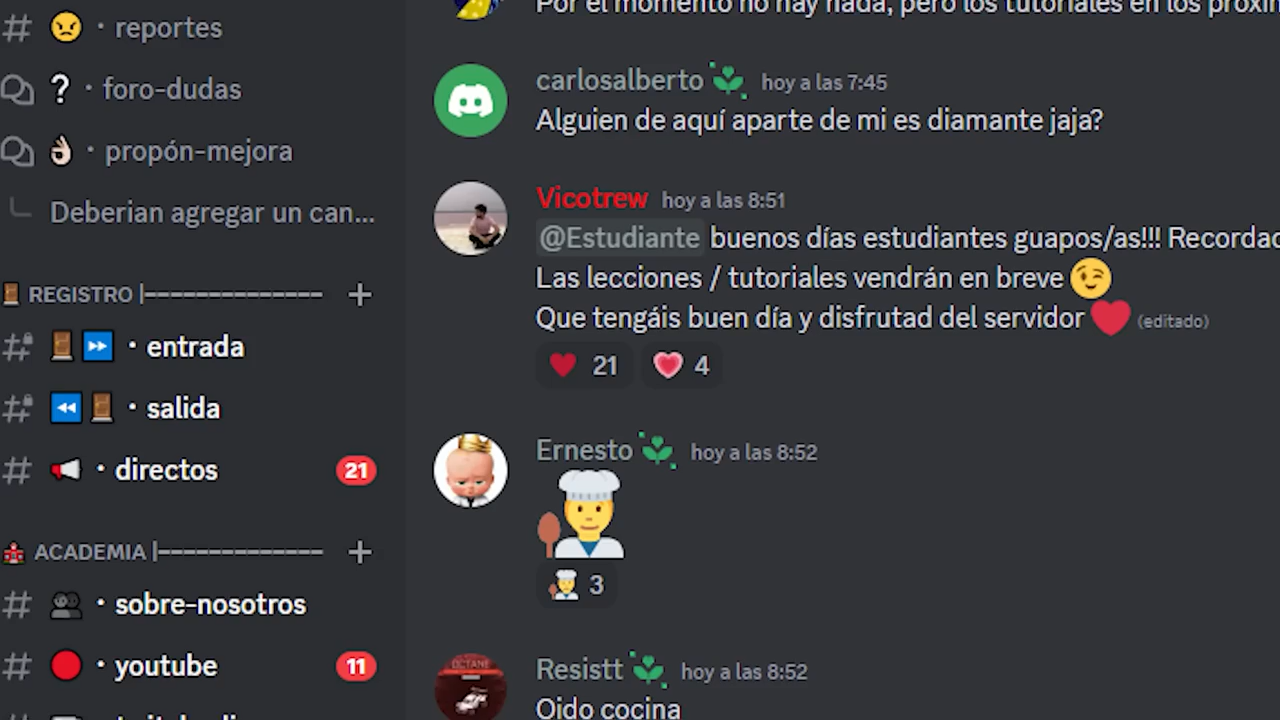 reportes
? · foro-dudas
propón-mejora
Deberian agregar un can...
REGISTRO |––––––––––––––
entrada
salida
directos 21
ACADEMIA |–––––––––––––
sobre-nosotros
youtube 11
Por el momento no hay nada, pero los tutoriales en los
carlosalberto hoy a las 7:45
Alguien de aquí aparte de mi es diamante jaja?
Vicotrew hoy a las 8:51
@Estudiante buenos días estudiantes guapos/as!!!
Las lecciones / tutoriales vendrán en breve 😉
Que tengáis buen día y disfrutad del servidor ❤️ (editado)
21 4
Ernesto hoy a las 8:52
3
Resistt hoy a las 8:52
OCTANE
Oido cocina